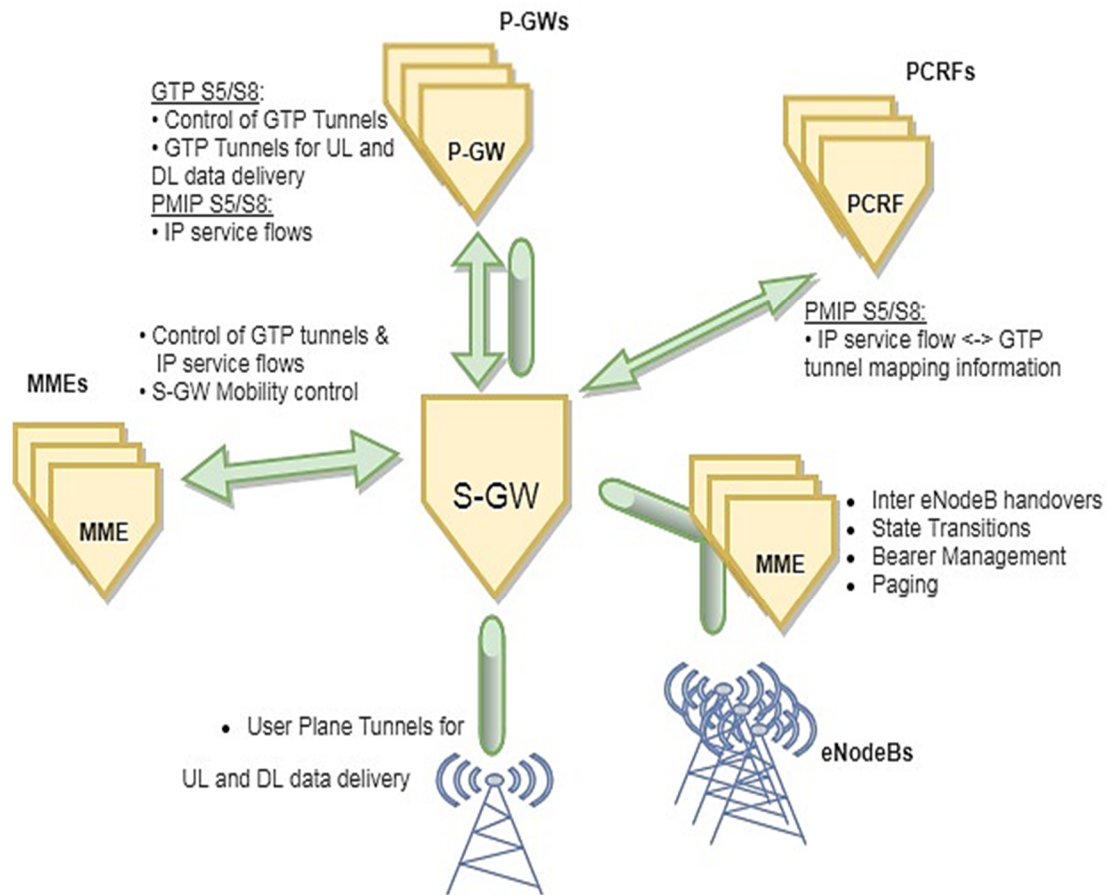 P-GWs
GTP S5/S8:
• Control of GTP Tunnels
• GTP Tunnels for UL and
DL data delivery
PMIP S5/S8:
• IP service flows
P-GW
PCRFs
PCRF
PMIP S5/S8:
• IP service flow <-> GTP
tunnel mapping information
• Control of GTP tunnels &
IP service flows
• S-GW Mobility control
MMEs
MME
S-GW
MME
• Inter eNodeB handovers
• State Transitions
• Bearer Management
• Paging
• User Plane Tunnels for
UL and DL data delivery
eNodeBs